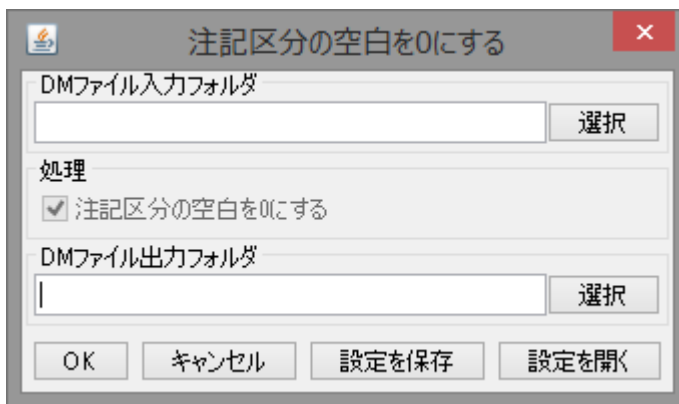 注記区分の空白を0にする
DMファイル入力フォルダ
選択
処理
注記区分の空白を0にする
DMファイル出力フォルダ
選択
OK キャンセル 設定を保存 設定を開く